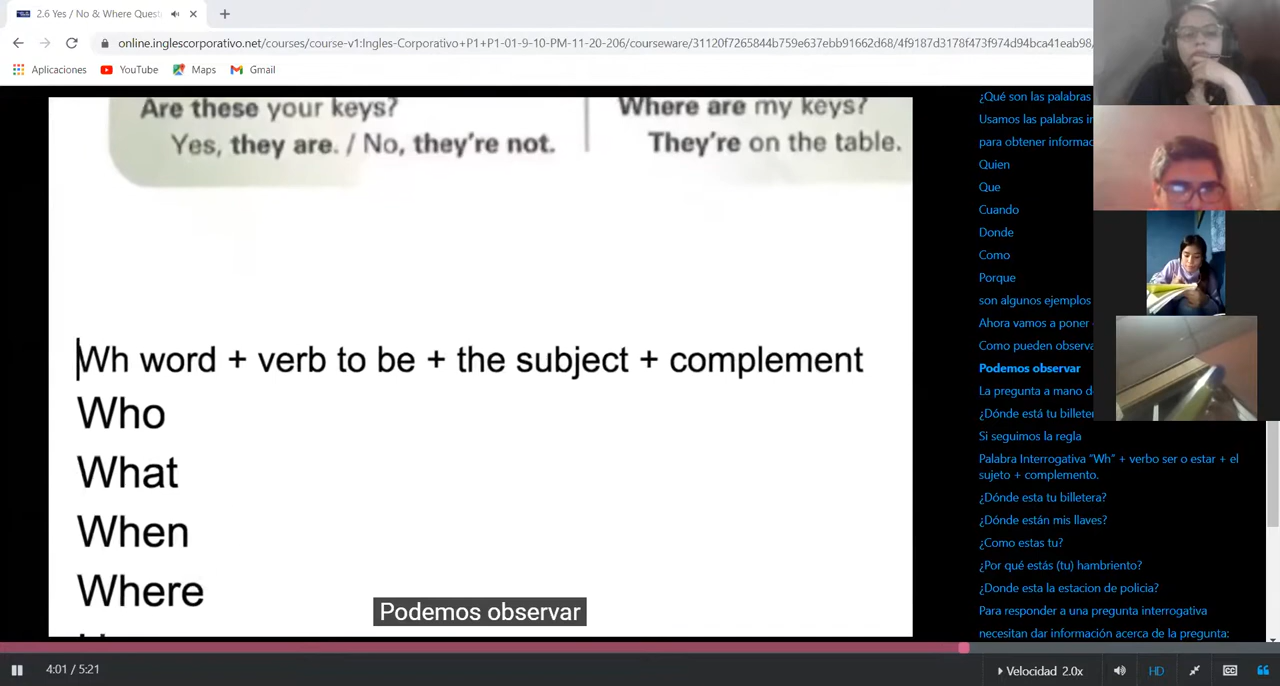 2.6 Yes / No & Where Quest
online.inglescorporativo.net/courses/course-v1:Ingles-Corporativo+P1+P1-01-9-10-PM-11-20-206/courseware/31120f7265844b759e637ebb91662d68/4f9187d3178f473f974d94bca41eab98/
Aplicaciones YouTube Maps Gmail
Are these your keys?
Yes, they are. / No, they're not.
Where are my keys?
They're on the table.
Wh word + verb to be + the subject + complement
Who
What
When
Where
Podemos observar
¿Qué son las palabras
Usamos las palabras
para obtener
Quien
Que
Cuando
Donde
Como
Porque
son algunos ejemplos
Ahora vamos a poner
Como pueden
Podemos observar
La pregunta a mano
¿Dónde está tu
Si seguimos la regla
Palabra Interrogativa "Wh" + verbo ser o estar + el
sujeto + complemento.
¿Dónde esta tu billetera?
¿Dónde están mis llaves?
¿Como estas tu?
¿Por qué estás (tu) hambriento?
¿Donde esta la estacion de policia?
Para responder a una pregunta interrogativa
necesitan dar información acerca de la pregunta:
4:01 / 5:21
Velocidad 2.0x
HD
CC